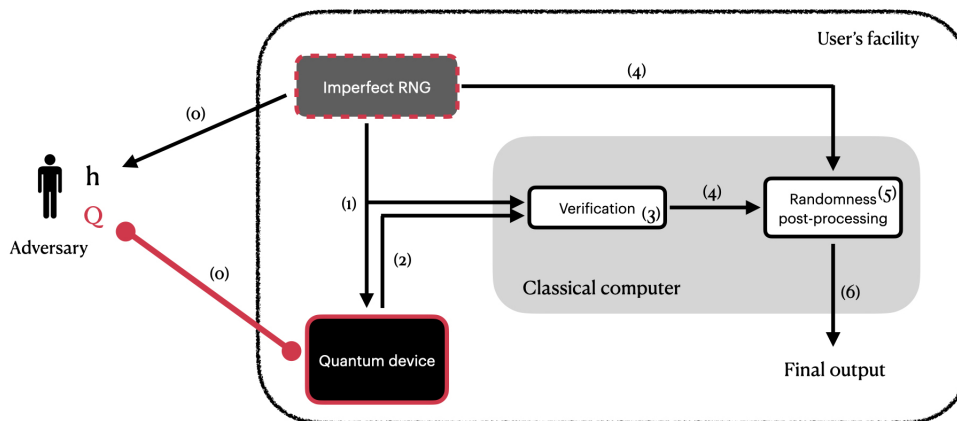 User's facility
Imperfect RNG
(4)
(0)
h
Q
Adversary
(1)
(2)
(0)
Verification
(3)
(4)
Randomness
post-processing
(5)
Classical computer
(6)
Quantum device
Final output